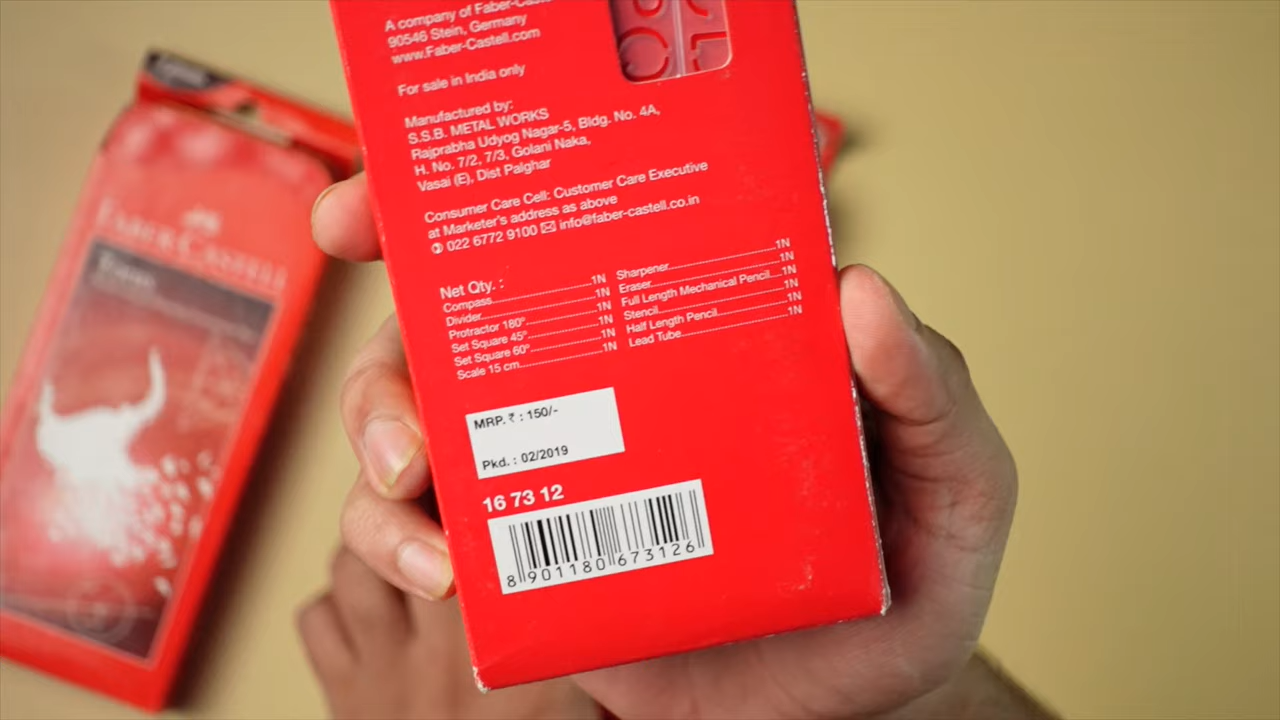 A company of Faber-Caste
90546 Stein, Germany
www.Faber-Castell.com
For sale in India only
Manufactured by:
S.S.B. METAL WORKS
Rajprabha Udyog Nagar-5, Bldg. No. 4A,
H. No. 7/2, 7/3, Golani Naka,
Vasai (E), Dist Palghar
Consumer Care Cell: Customer Care Executive
at Marketer's address as above
022 6772 9100 info@faber-castell.co.in
Net Qty. :
Compass..........1N
Divider..........1N
Protractor 180°..........1N
Set Square 45°..........1N
Set Square 60°..........1N
Scale 15 cm..........1N
Sharpener..........1N
Eraser..........1N
Full Length Mechanical Pencil....1N
Stencil..........1N
Half Length Pencil..........1N
Lead Tube..........1N
MRP. ₹ : 150/-
Pkd. : 02/2019
16 73 12
8 901180 673126
FABER-CASTELL